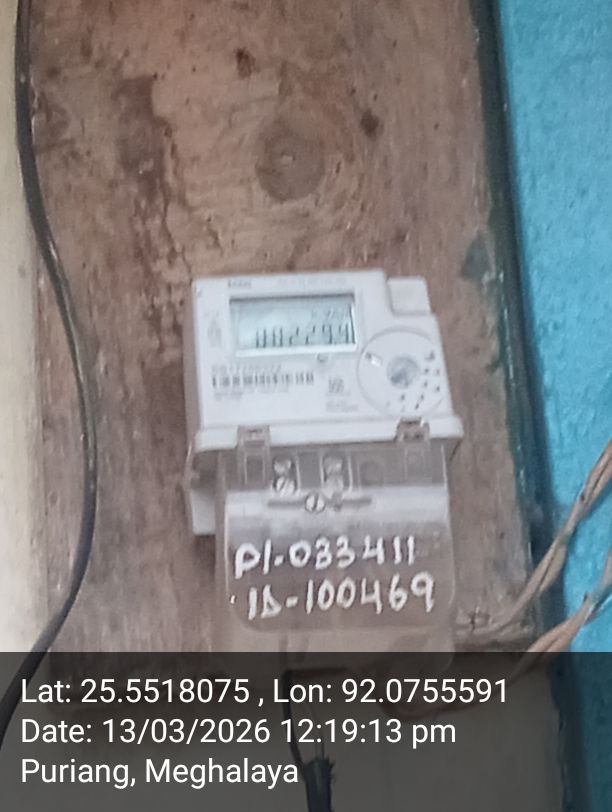 002294
P1-033411
ID-100469
Lat: 25.5518075 , Lon: 92.0755591
Date: 13/03/2026 12:19:13 pm
Puriang, Meghalaya